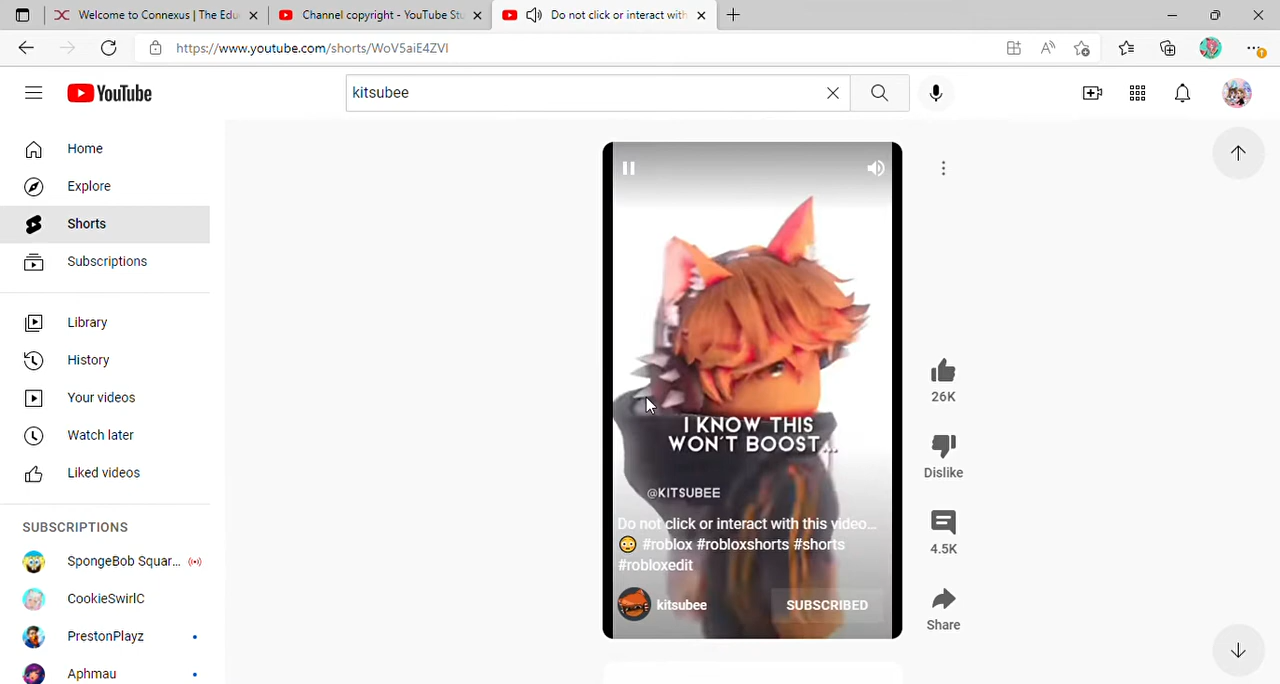 Welcome to Connexus | The Edu
Channel copyright - YouTube Stu
Do not click or interact with
https://www.youtube.com/shorts/WoV5aiE4ZVI
YouTube
kitsubee
Home
Explore
Shorts
Subscriptions
Library
History
Your videos
Watch later
Liked videos
SUBSCRIPTIONS
SpongeBob Squar...
CookieSwirlC
PrestonPlayz
Aphmau
I KNOW THIS
WON'T BOOST...
@KITSUBEE
Do not click or interact with this video...
😳 #roblox #robloxshorts #shorts
#robloxedit
kitsubee
SUBSCRIBED
26K
Dislike
4.5K
Share